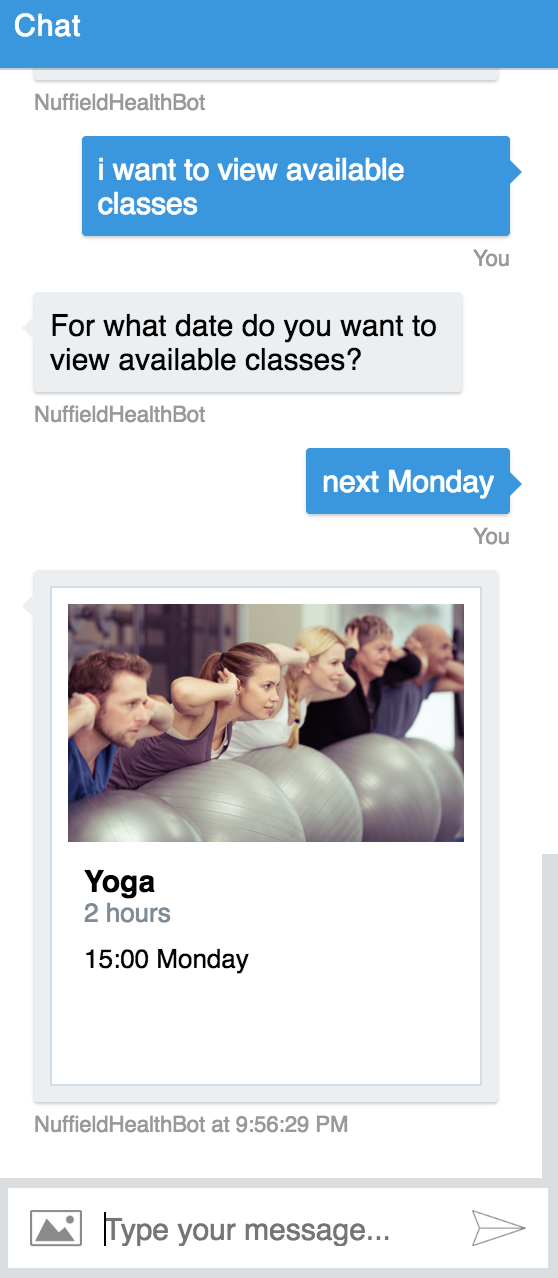 Chat
NuffieldHealthBot
i want to view available
classes
You
For what date do you want to
view available classes?
NuffieldHealthBot
next Monday
You
Yoga
2 hours
15:00 Monday
NuffieldHealthBot at 9:56:29 PM
Type your message...